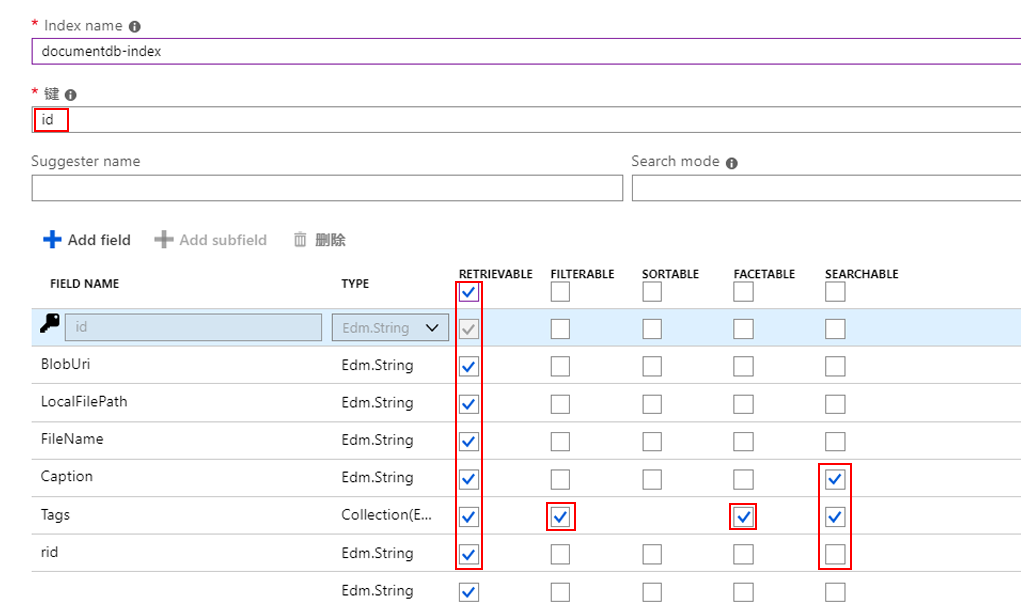 * Index name
documentdb-index
* 键
id
Suggester name Search mode
Add field Add subfield 删除
FIELD NAME TYPE RETRIEVABLE FILTERABLE SORTABLE FACETABLE SEARCHABLE
id Edm.String
BlobUri Edm.String
LocalFilePath Edm.String
FileName Edm.String
Caption Edm.String
Tags Collection(E...
rid Edm.String
Edm.String